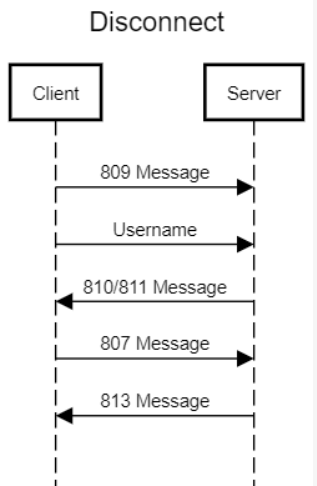 Disconnect
Client
Server
809 Message
Username
810/811 Message
807 Message
813 Message